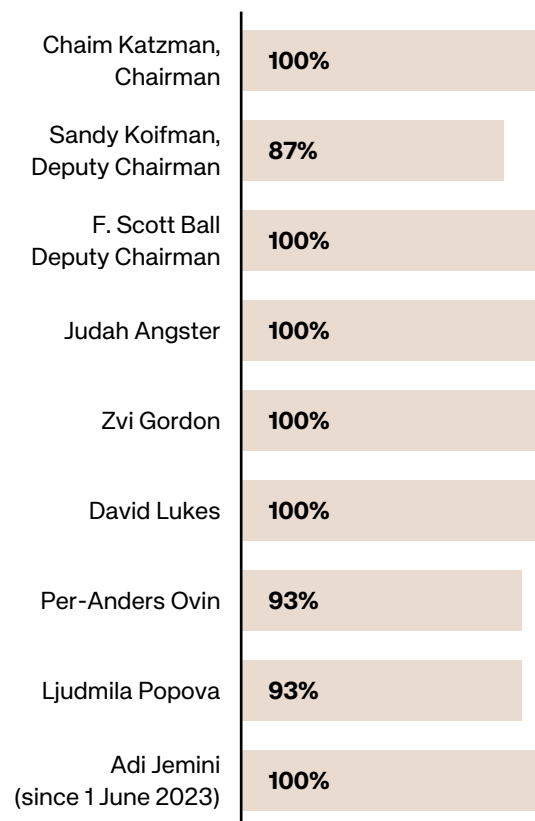 Chaim Katzman,
Chairman
100%
Sandy Koifman,
Deputy Chairman
87%
F. Scott Ball
Deputy Chairman
100%
Judah Angster
100%
Zvi Gordon
100%
David Lukes
100%
Per-Anders Ovin
93%
Ljudmila Popova
93%
Adi Jemini
(since 1 June 2023)
100%